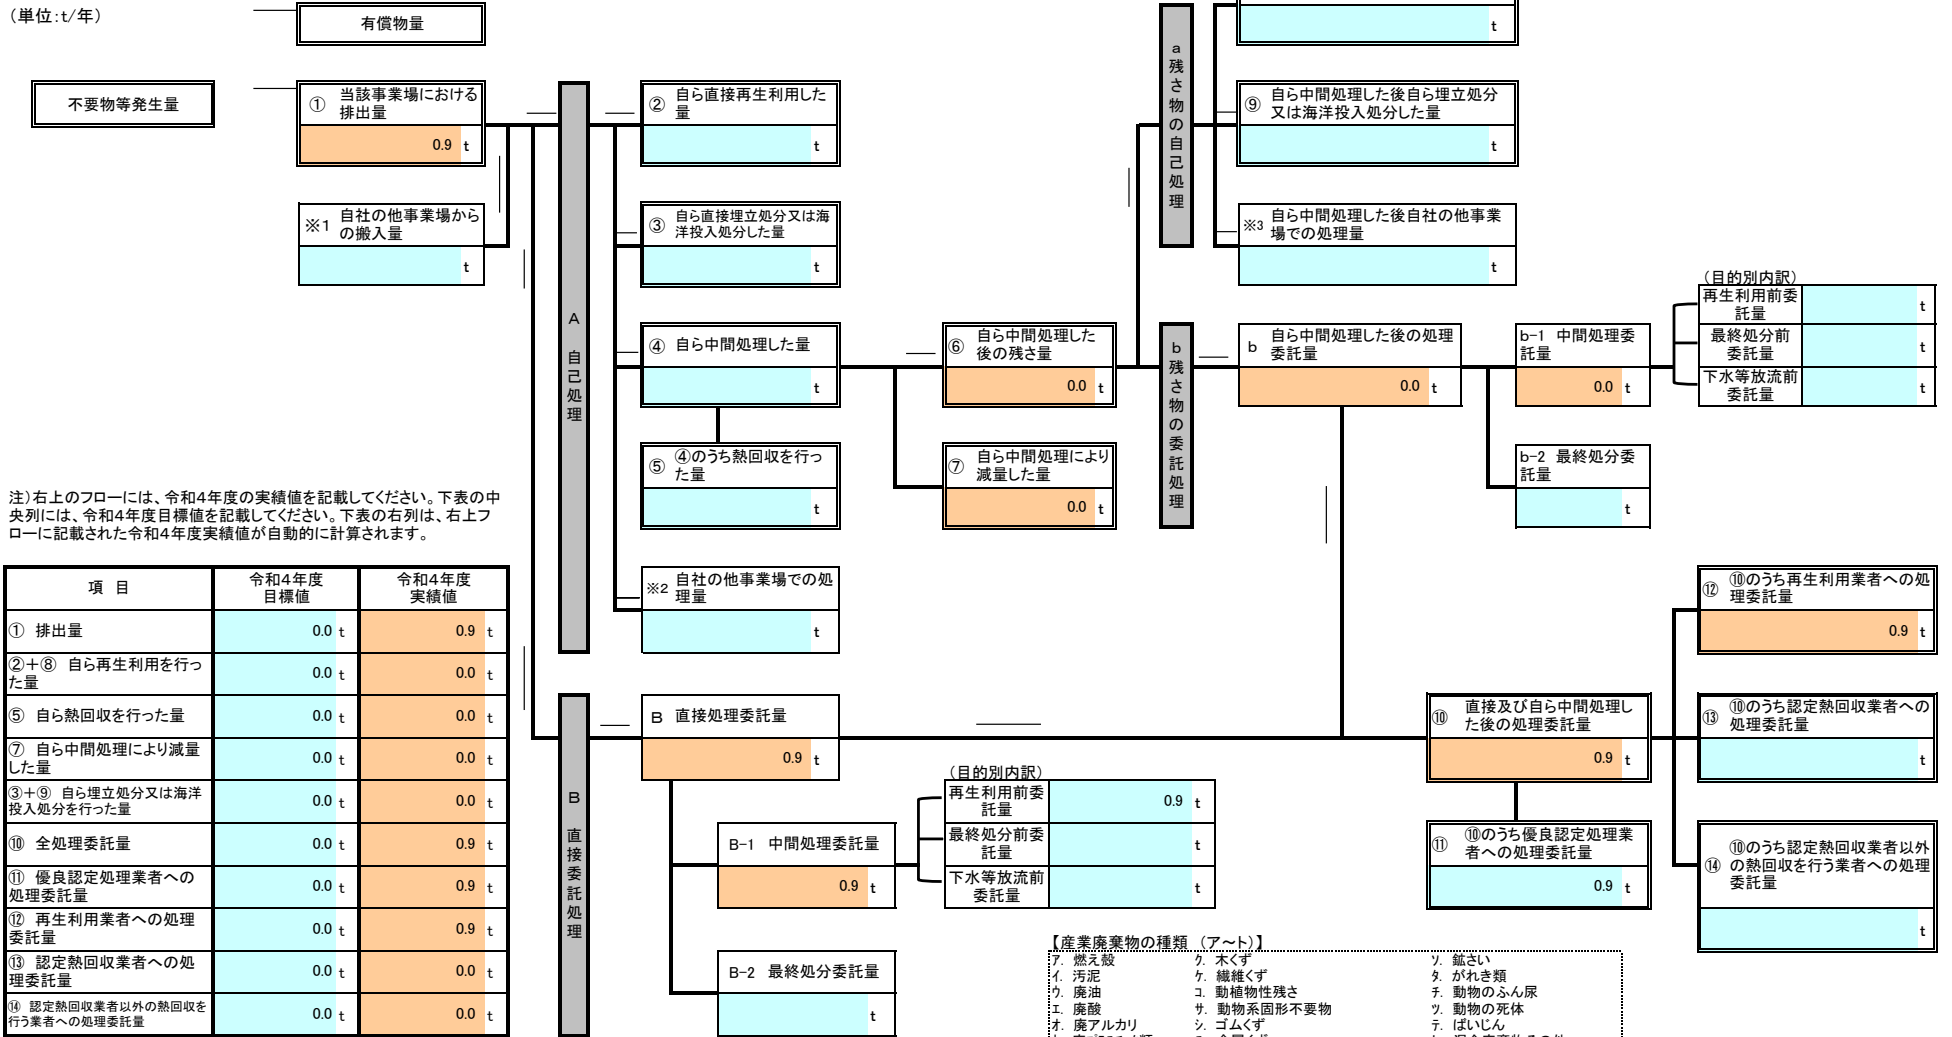 (単位:t/年)
有償物量
t
不要物等発生量
① 当該事業場における
排出量
0.9 t
※1 自社の他事業場から
の搬入量
t
A 自己処理
② 自ら直接再生利用した
量
t
③ 自ら直接埋立処分又は海
洋投入処分した量
t
④ 自ら中間処理した量
t
⑤ ④のうち熱回収を行っ
た量
t
※2 自社の他事業場での処
理量
t
⑥ 自ら中間処理した
後の残さ量
0.0 t
⑦ 自ら中間処理により
減量した量
0.0 t
a 残さ物の自己処理
⑨ 自ら中間処理した後自ら埋立処分
又は海洋投入処分した量
t
※3 自ら中間処理した後自社の他事業
場での処理量
t
b 残さ物の委託処理
b 自ら中間処理した後の処理
委託量
0.0 t
b-1 中間処理委
託量
0.0 t
b-2 最終処分委
託量
t
(目的別内訳)
再生利用前委
託量
t
最終処分前
委託量
t
下水等放流前
委託量
t
注)右上のフローには、令和4年度の実績値を記載してください。下表の中
央列には、令和4年度目標値を記載してください。下表の右列は、右上フ
ローに記載された令和4年度実績値が自動的に計算されます。
項 目
令和4年度
目標値
令和4年度
実績値
① 排出量
0.0 t
0.9 t
②+⑧ 自ら再生利用を行っ
た量
0.0 t
0.0 t
⑤ 自ら熱回収を行った量
0.0 t
0.0 t
⑦ 自ら中間処理により減量
した量
0.0 t
0.0 t
③+⑨ 自ら埋立処分又は海洋
投入処分を行った量
0.0 t
0.0 t
⑩ 全処理委託量
0.0 t
0.9 t
⑪ 優良認定処理業者への
処理委託量
0.0 t
0.9 t
⑫ 再生利用業者への処理
委託量
0.0 t
0.9 t
⑬ 認定熱回収業者への処
理委託量
0.0 t
0.0 t
⑭ 認定熱回収業者以外の熱回収を
行う業者への処理委託量
0.0 t
0.0 t
B 直接委託処理
B 直接処理委託量
0.9 t
B-1 中間処理委託量
0.9 t
B-2 最終処分委託量
t
(目的別内訳)
再生利用前委
託量
0.9 t
最終処分前委
託量
t
下水等放流前
委託量
t
⑩ 直接及び自ら中間処理し
た後の処理委託量
0.9 t
⑪ ⑩のうち優良認定処理業
者への処理委託量
0.9 t
⑫ ⑩のうち再生利用業者への処
理委託量
0.9 t
⑬ ⑩のうち認定熱回収業者への
処理委託量
t
⑭ ⑩のうち認定熱回収業者以外
の熱回収を行う業者への処理
委託量
t
【産業廃棄物の種類 (ア～ト)】
ア. 燃え殻 ク. 木くず ソ. 鉱さい
イ. 汚泥 ケ. 繊維くず タ. がれき類
ウ. 廃油 コ. 動植物性残さ チ. 動物のふん尿
エ. 廃酸 サ. 動物系固形不要物 ツ. 動物の死体
オ. 廃アルカリ シ. ゴムくず テ. ばいじん